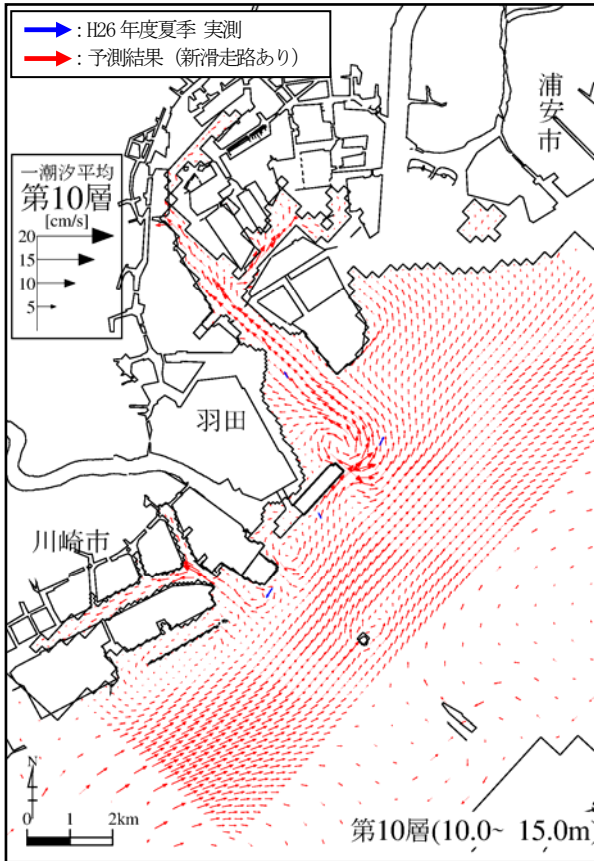 : H26 年度夏季 実測
: 予測結果（新滑走路あり）
浦安市
一潮汐平均
第10層
[cm/s]
20
15
10
5
羽田
川崎市
N
0 1 2km
第10層(10.0~ 15.0m)